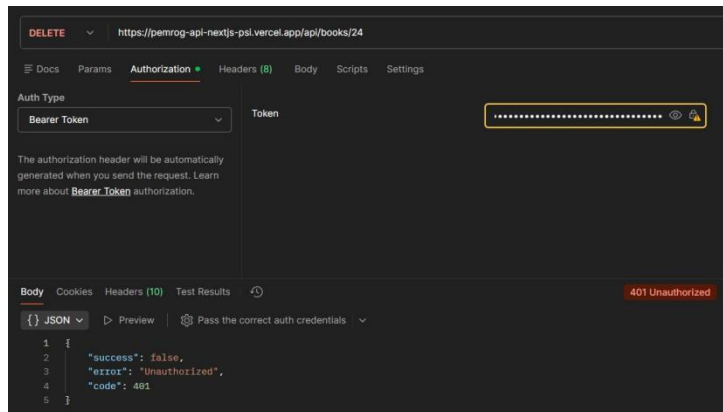 DELETE https://pemrog-api-nextjs-psi.vercel.app/api/books/24
Docs Params Authorization Headers (8) Body Scripts Settings
Auth Type
Bearer Token
Token
The authorization header will be automatically
generated when you send the request. Learn
more about Bearer Token authorization.
Body Cookies Headers (10) Test Results
401 Unauthorized
{} JSON Preview Pass the correct auth credentials
1 {
2 "success": false,
3 "error": "Unauthorized",
4 "code": 401
5 }